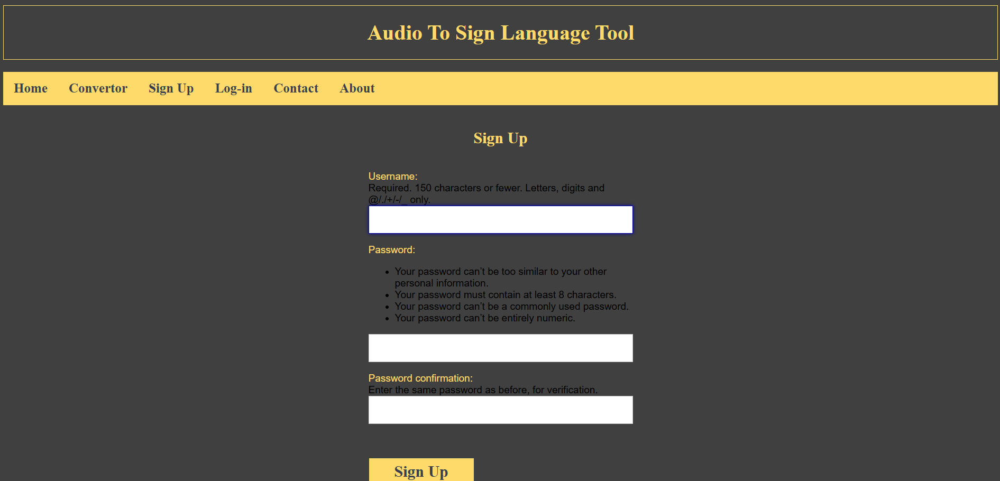 Audio To Sign Language Tool
Home Convertor Sign Up Log-in Contact About
Sign Up
Username:
Required. 150 characters or fewer. Letters, digits and
@/./+/-/_ only.
Password:
• Your password can’t be too similar to your other
personal information.
• Your password must contain at least 8 characters.
• Your password can’t be a commonly used password.
• Your password can’t be entirely numeric.
Password confirmation:
Enter the same password as before, for verification.
Sign Up